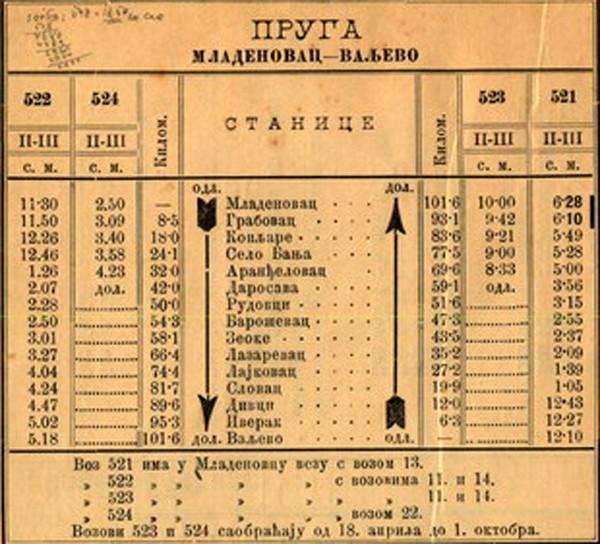 ПРУГА
МЛАДЕНОВАЦ—ВАЉЕВО
522 524 Килом. СТАНИЦЕ Килом. 523 521
II-III II-III II-III II-III
с. м. с. м. с. м. с. м.
одл. дол.
11·30 2.50 — Младеновац 101·6 10·00 6·28
11.50 3.09 8·5 Грабовац 93·1 9·42 6·10
12.26 3.40 18·0 Копљаре 83·6 9·21 5·49
12.46 3.58 24·1 Село Бања 77·5 9·00 5·28
1.26 4.23 32·0 Аранђеловац 69·6 8·33 5·00
2.07 дол. 42·0 Даросава 59·1 одл. 3·56
2.28 50·0 Рудовци 51·6 3·15
2.50 54·3 Барошевац 47·3 2·55
3.01 58·1 Зеоке 43·5 2·37
3.27 66·4 Лазаревац 35·2 2·09
4.04 74·4 Лајковац 27·2 1·39
4.24 81·7 Словац 19·9 1·05
4.47 89·6 Дивци 12·0 12·43
5.02 95·3 Иверак 6·3 12·27
5.18 101·6 дол. Ваљево одл. — 12·10
Воз 521 има у Младеновцу везу с возом 13.
„ 522 „ „ „ „ с возовима 11. и 14.
„ 523 „ „ „ „ „ 11. и 14.
„ 524 „ „ „ „ „ возом 22.
Возови 523 и 524 саобраћају од 18. априла до 1. октобра.